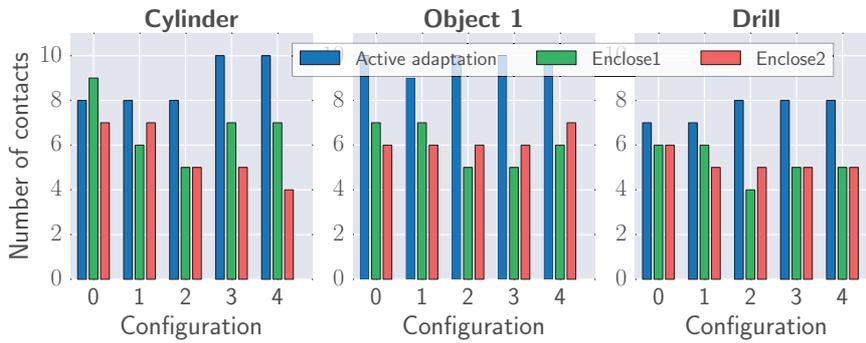 Cylinder Object 1 Drill
Active adaptation Enclose1 Enclose2
Number of contacts
10 10 10
8 8 8
6 6 6
4 4 4
2 2 2
0 0 0
0 1 2 3 4 0 1 2 3 4 0 1 2 3 4
Configuration Configuration Configuration